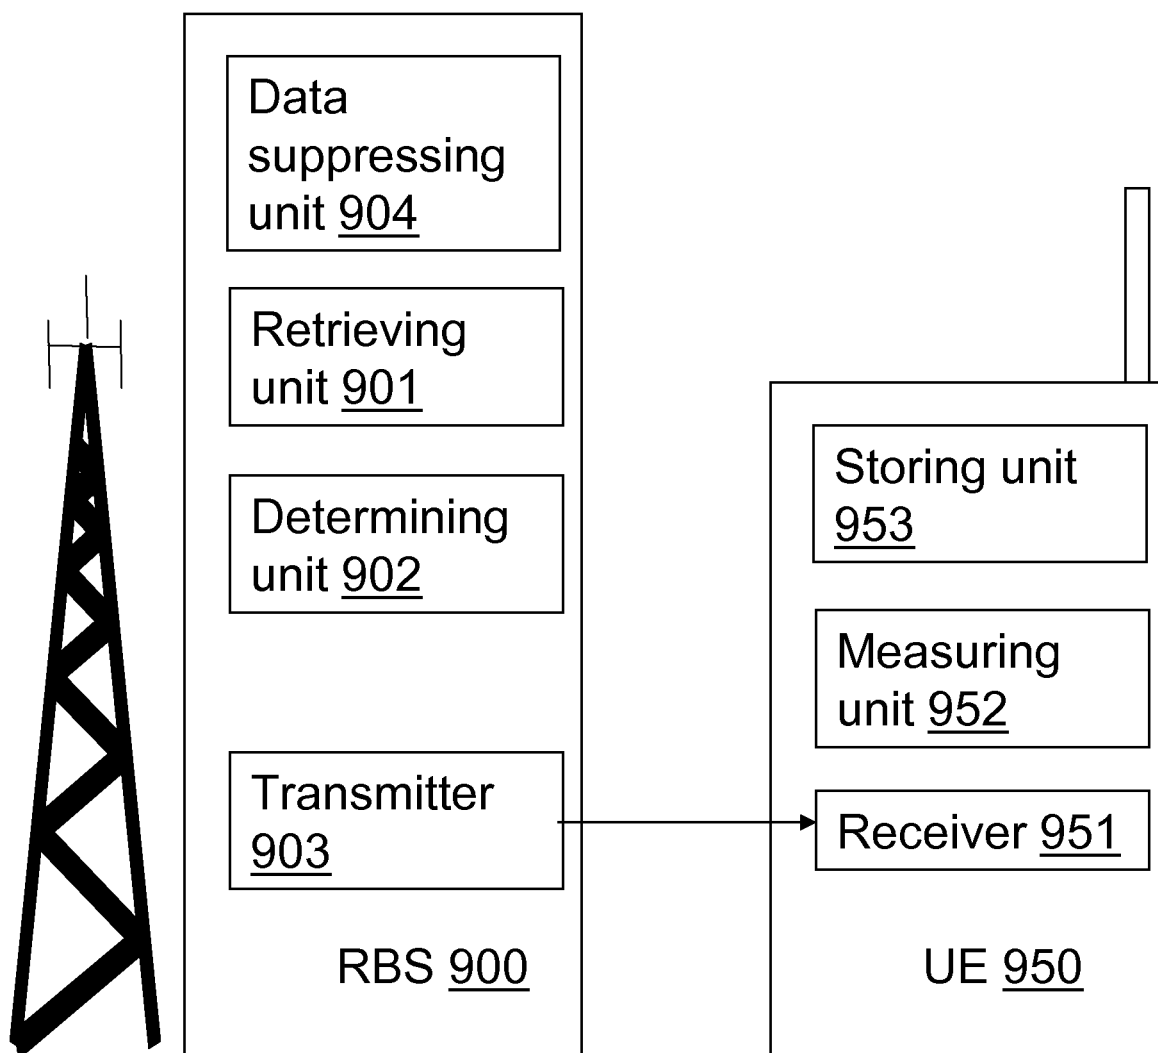 Data
suppressing
unit 904
Retrieving
unit 901
Determining
unit 902
Transmitter
903
RBS 900
Storing unit
953
Measuring
unit 952
Receiver 951
UE 950